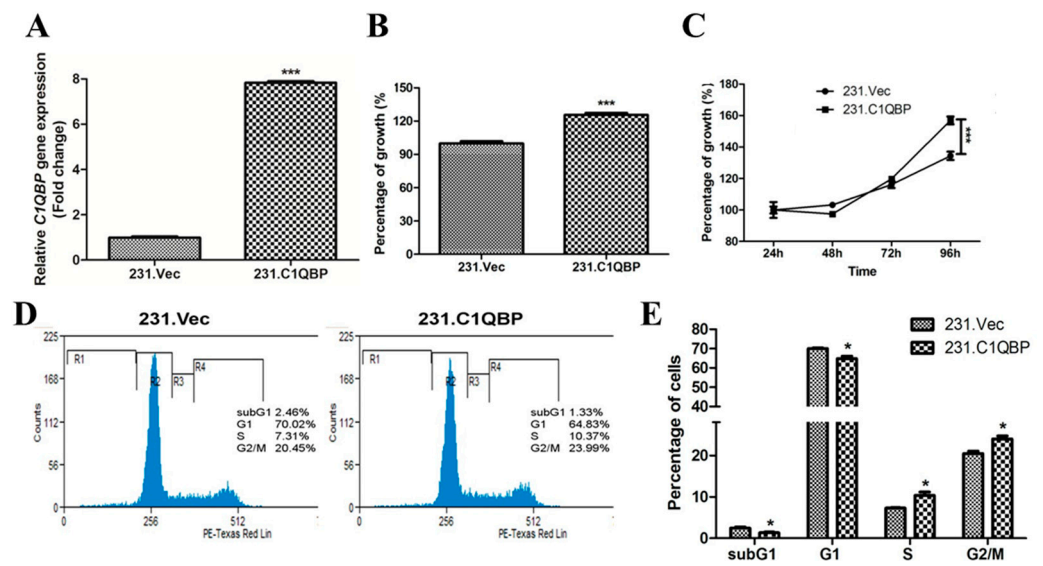 A
Relative C1QBP gene expression
(Fold change)
8
6
4
2
0
***
231.Vec
231.C1QBP
B
Percentage of growth (%)
150
120
90
60
30
0
***
231.Vec
231.C1QBP
C
Percentage of growth (%)
180
160
140
120
100
80
231.Vec
231.C1QBP
***
24h
48h
72h
96h
Time
D
231.Vec
Counts
225
168
112
56
0
R1
R2
R3
R4
subG1 2.46%
G1 70.02%
S 7.31%
G2/M 20.45%
0
256
512
PE-Texas Red Lin
231.C1QBP
Counts
225
168
112
56
0
R1
R2
R3
R4
subG1 1.33%
G1 64.83%
S 10.37%
G2/M 23.99%
0
256
512
PE-Texas Red Lin
E
Percentage of cells
80
70
60
50
40
20
10
0
231.Vec
231.C1QBP
*
*
*
*
subG1
G1
S
G2/M